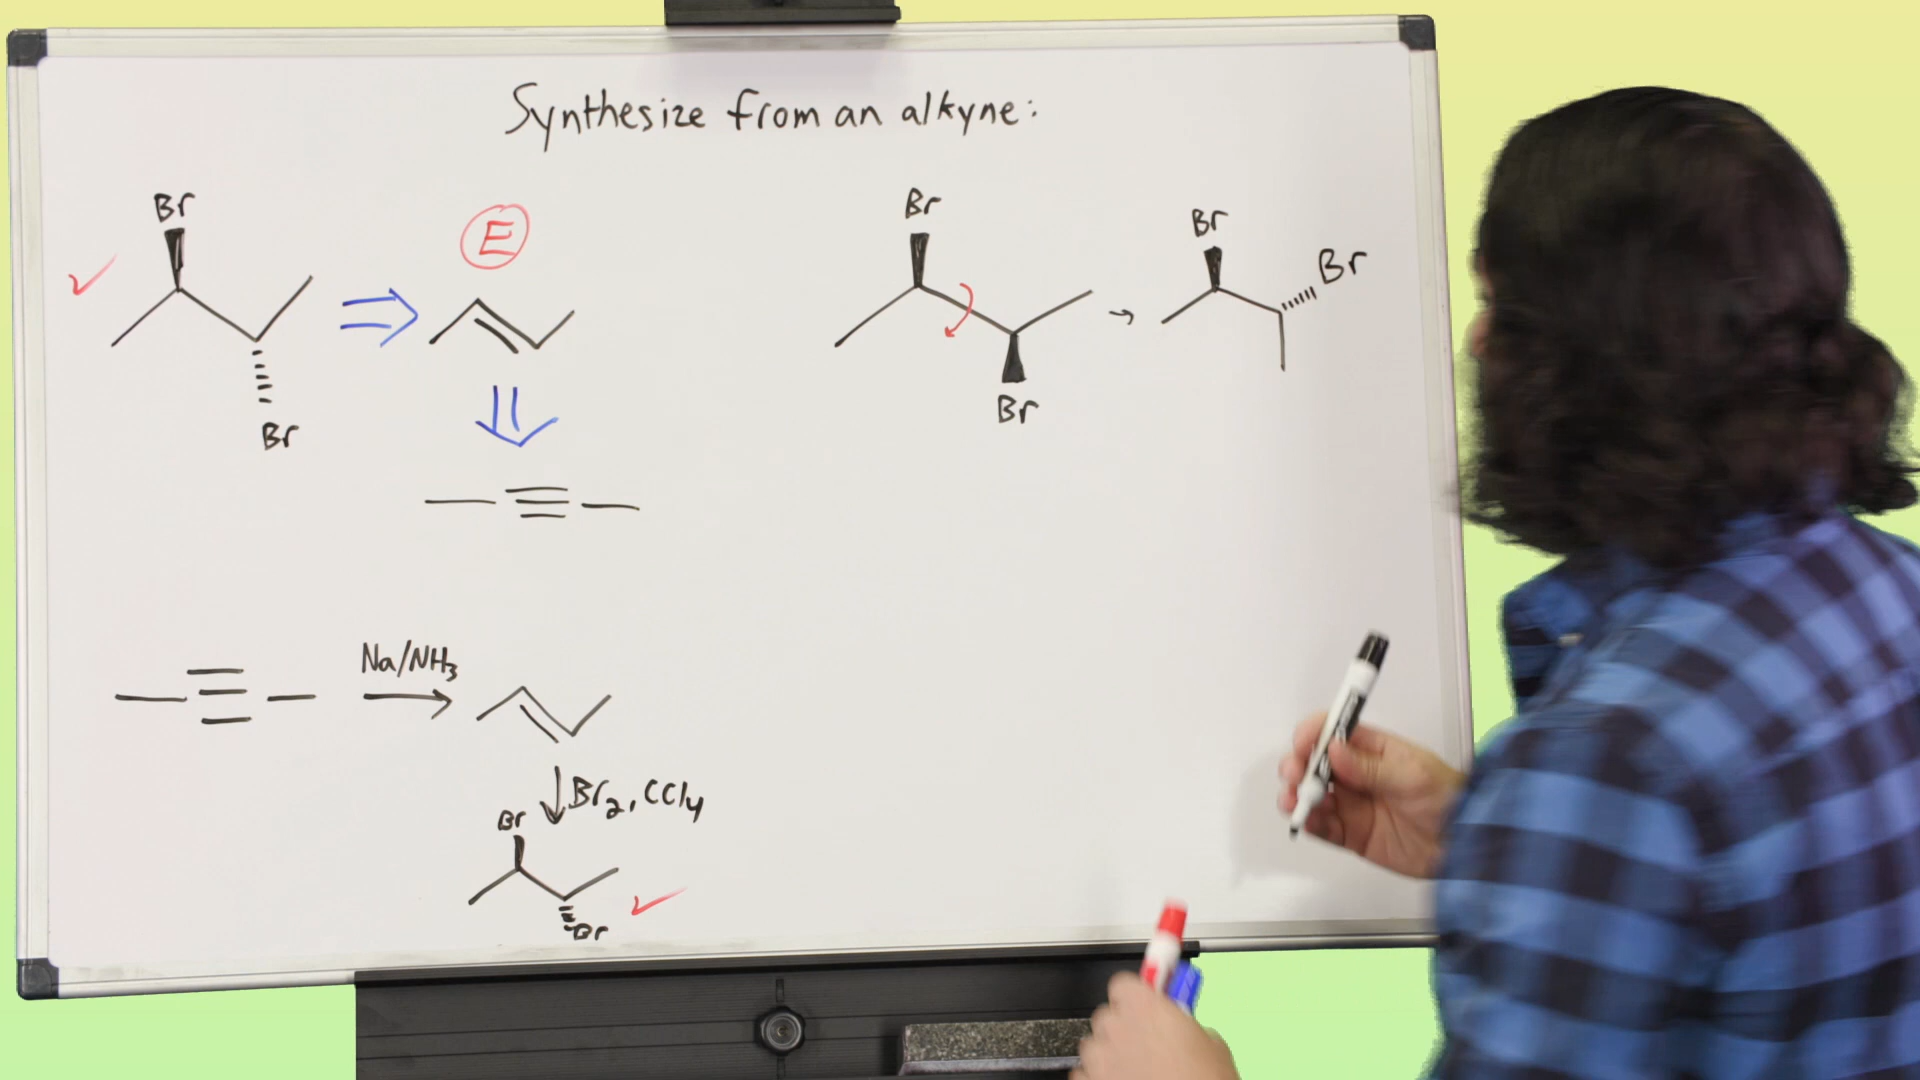 Synthesize from an alkyne:
Br
Br
E
Br
Br
Br
Br
Na/NH₃
Br₂, CCl₄
Br
Br